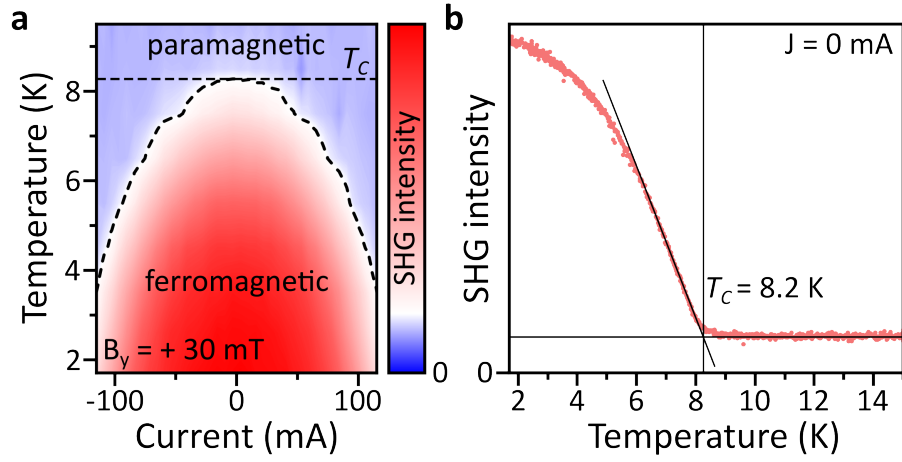 a
paramagnetic
T_C
ferromagnetic
B_y = + 30 mT
8
6
4
2
Temperature (K)
-100 0 100
Current (mA)
SHG intensity
0
b
J = 0 mA
T_C = 8.2 K
SHG intensity
0
2 4 6 8 10 12 14
Temperature (K)